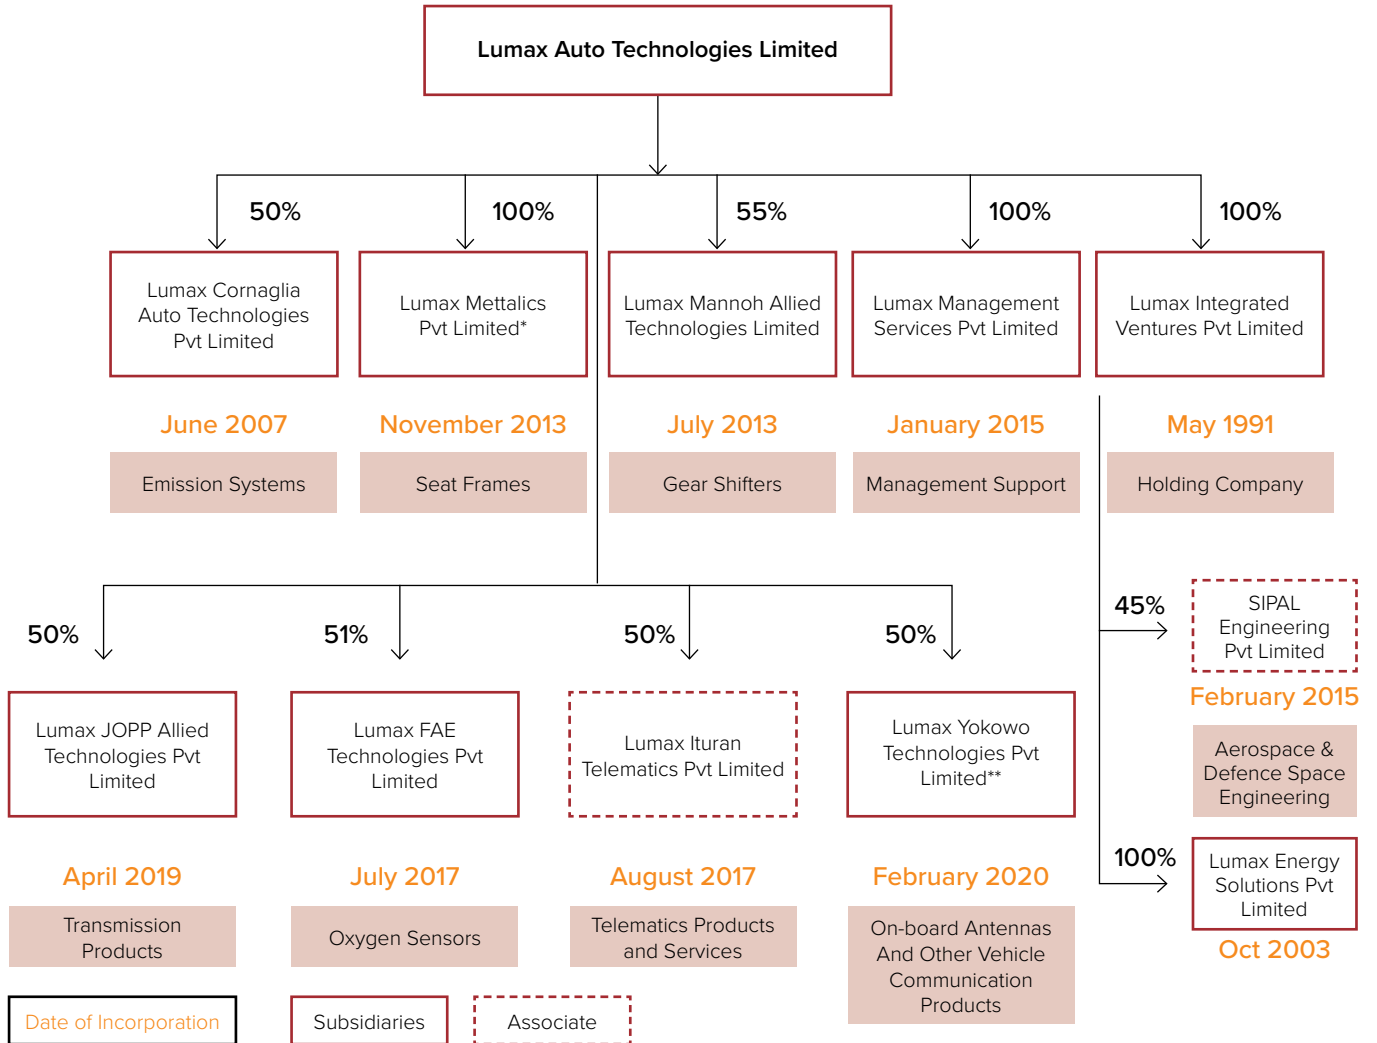 Lumax Auto Technologies Limited
50%
100%
55%
100%
100%
Lumax Cornaglia
Auto Technologies
Pvt Limited
Lumax Mettalics
Pvt Limited*
Lumax Mannoh Allied
Technologies Limited
Lumax Management
Services Pvt Limited
Lumax Integrated
Ventures Pvt Limited
June 2007
November 2013
July 2013
January 2015
May 1991
Emission Systems
Seat Frames
Gear Shifters
Management Support
Holding Company
50%
51%
50%
50%
45%
SIPAL
Engineering
Pvt Limited
February 2015
Aerospace &
Defence Space
Engineering
100%
Lumax Energy
Solutions Pvt
Limited
Oct 2003
Lumax JOPP Allied
Technologies Pvt
Limited
Lumax FAE
Technologies Pvt
Limited
Lumax Ituran
Telematics Pvt Limited
Lumax Yokowo
Technologies Pvt
Limited**
April 2019
July 2017
August 2017
February 2020
Transmission
Products
Oxygen Sensors
Telematics Products
and Services
On-board Antennas
And Other Vehicle
Communication
Products
Date of Incorporation
Subsidiaries
Associate